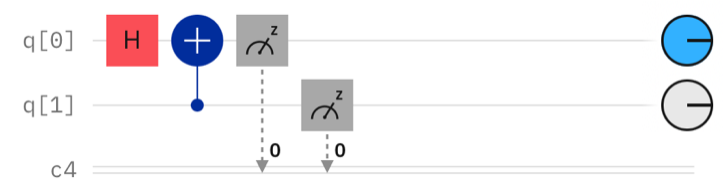 q[0] H + z
q[1] z
0 0
c4